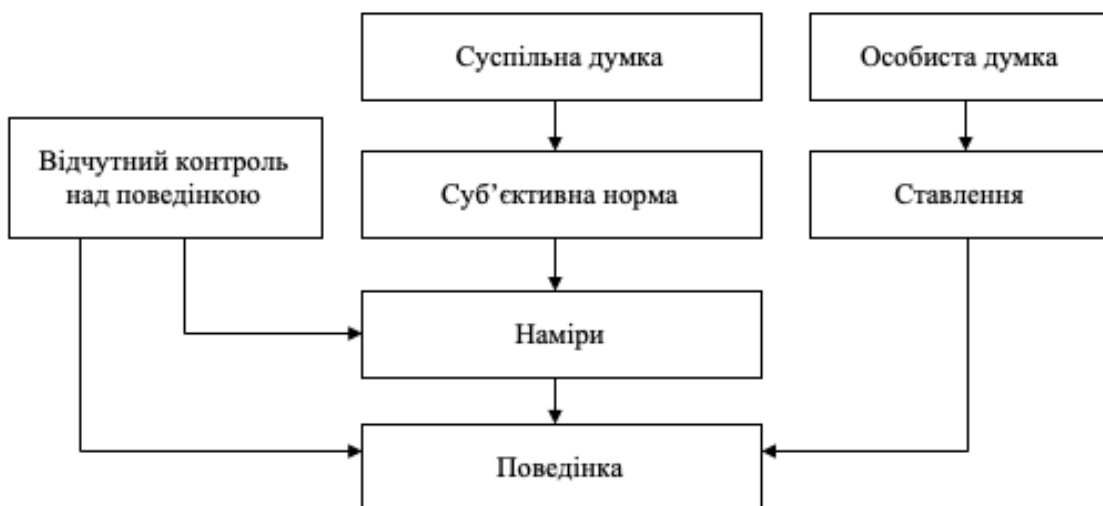 Суспільна думка
Особиста думка
Відчутний контроль
над поведінкою
Суб’єктивна норма
Ставлення
Наміри
Поведінка